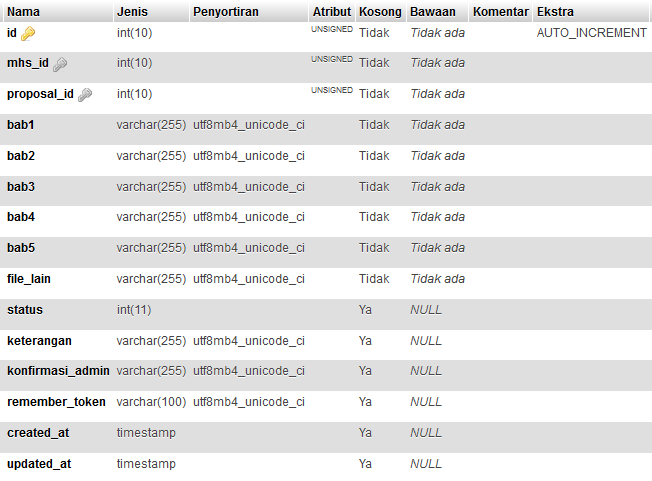 Nama Jenis Penyortiran Atribut Kosong Bawaan Komentar Ekstra
id int(10) UNSIGNED Tidak Tidak ada AUTO_INCREMENT
mhs_id int(10) UNSIGNED Tidak Tidak ada
proposal_id int(10) UNSIGNED Tidak Tidak ada
bab1 varchar(255) utf8mb4_unicode_ci Tidak Tidak ada
bab2 varchar(255) utf8mb4_unicode_ci Tidak Tidak ada
bab3 varchar(255) utf8mb4_unicode_ci Tidak Tidak ada
bab4 varchar(255) utf8mb4_unicode_ci Tidak Tidak ada
bab5 varchar(255) utf8mb4_unicode_ci Tidak Tidak ada
file_lain varchar(255) utf8mb4_unicode_ci Tidak Tidak ada
status int(11) Ya NULL
keterangan varchar(255) utf8mb4_unicode_ci Ya NULL
konfirmasi_admin varchar(255) utf8mb4_unicode_ci Ya NULL
remember_token varchar(100) utf8mb4_unicode_ci Ya NULL
created_at timestamp Ya NULL
updated_at timestamp Ya NULL